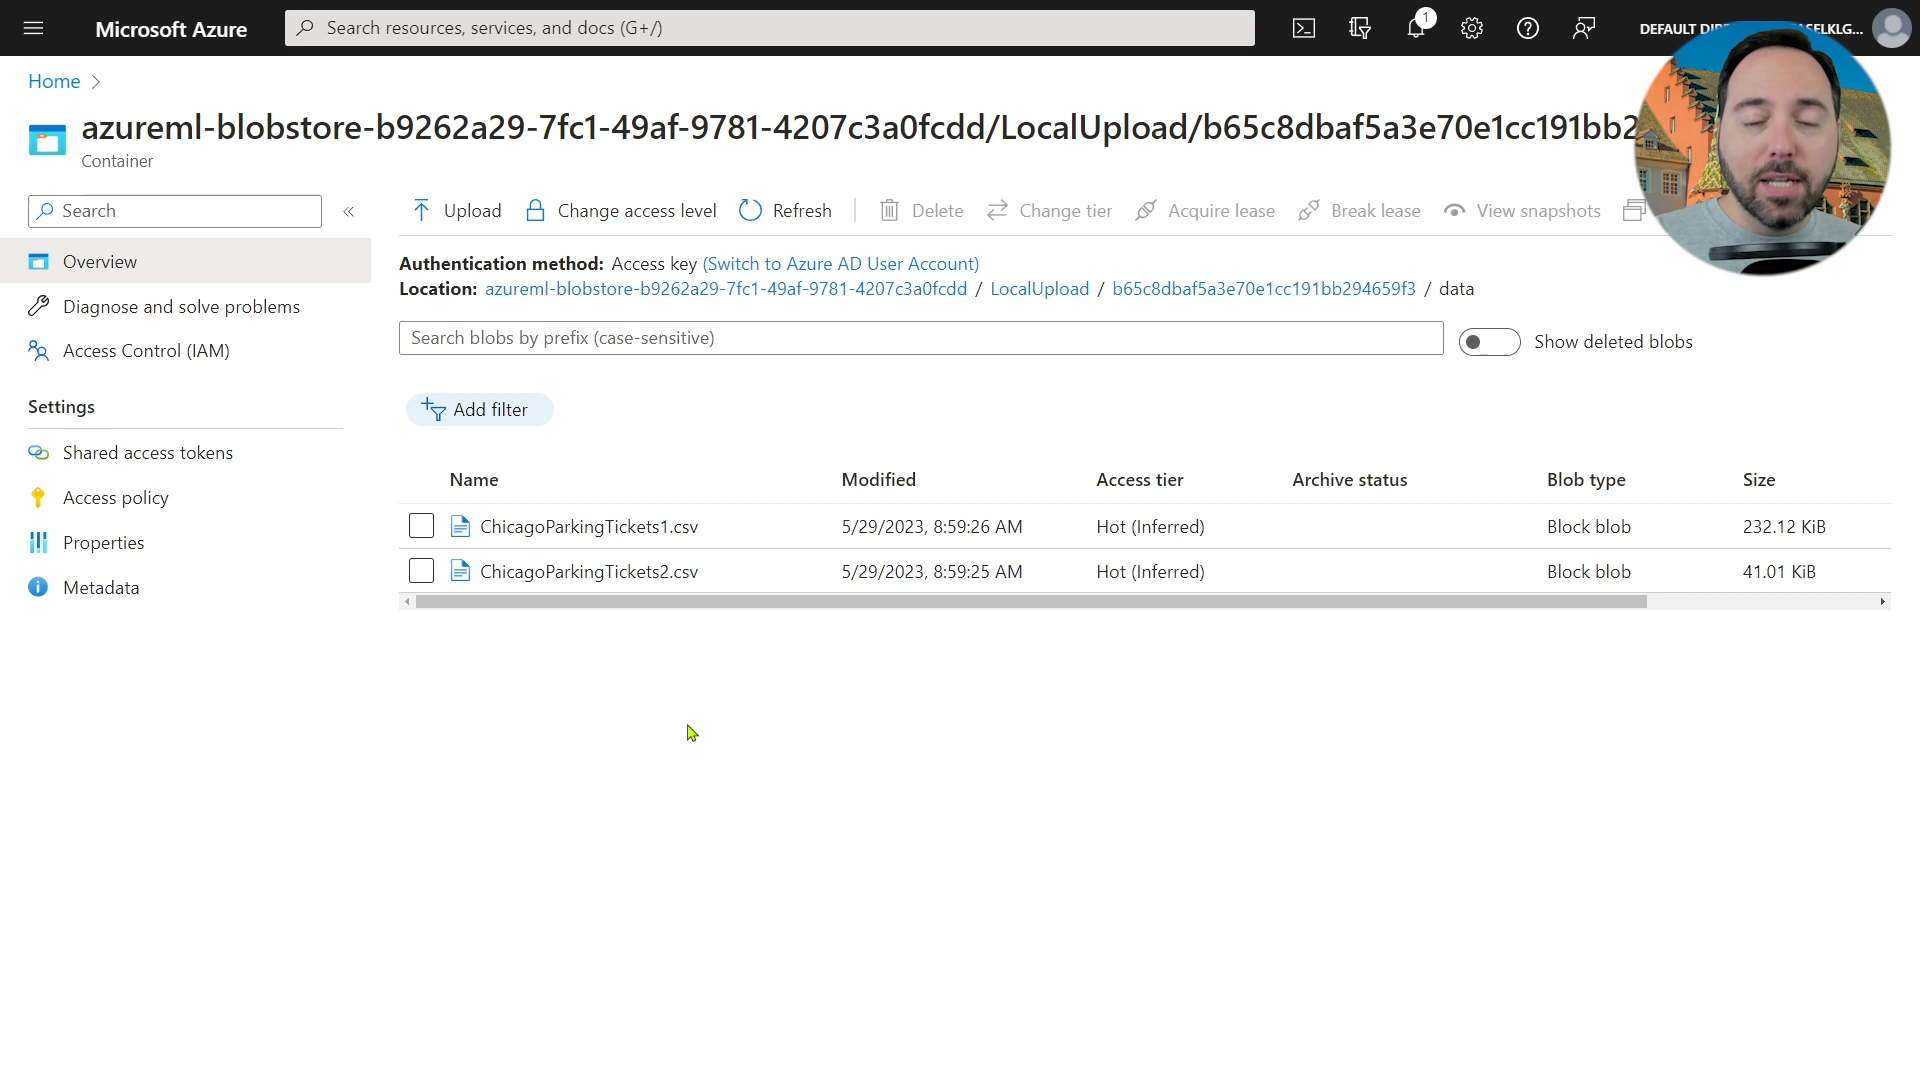 Microsoft Azure
Search resources, services, and docs (G+/)
1
Home
azureml-blobstore-b9262a29-7fc1-49af-9781-4207c3a0fcdd/LocalUpload/b65c8dbaf5a3e70e1cc191bb2
Container
Search
Upload
Change access level
Refresh
Delete
Change tier
Acquire lease
Break lease
View snapshots
Overview
Diagnose and solve problems
Access Control (IAM)
Settings
Shared access tokens
Access policy
Properties
Metadata
Authentication method: Access key (Switch to Azure AD User Account)
Location: azureml-blobstore-b9262a29-7fc1-49af-9781-4207c3a0fcdd / LocalUpload / b65c8dbaf5a3e70e1cc191bb294659f3 / data
Search blobs by prefix (case-sensitive)
Show deleted blobs
Add filter
Name Modified Access tier Archive status Blob type Size
ChicagoParkingTickets1.csv 5/29/2023, 8:59:26 AM Hot (Inferred) Block blob 232.12 KiB
ChicagoParkingTickets2.csv 5/29/2023, 8:59:25 AM Hot (Inferred) Block blob 41.01 KiB